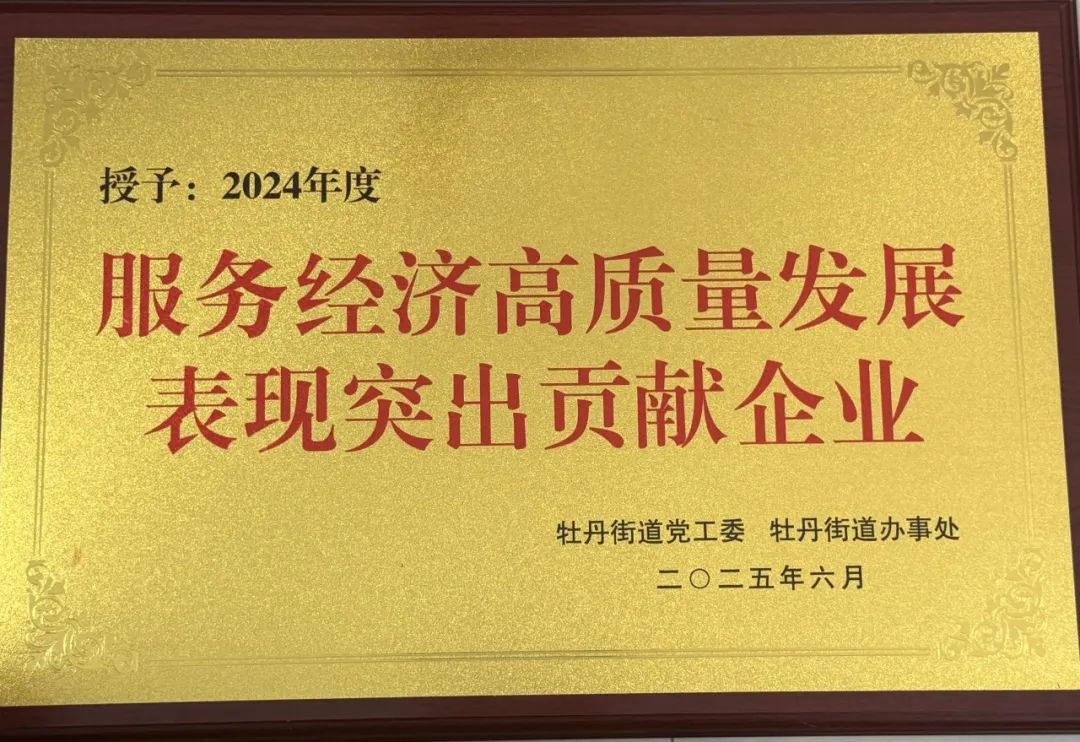 授予：2024年度
服务经济高质量发展
表现突出贡献企业
牡丹街道党工委 牡丹街道办事处
二〇二五年六月